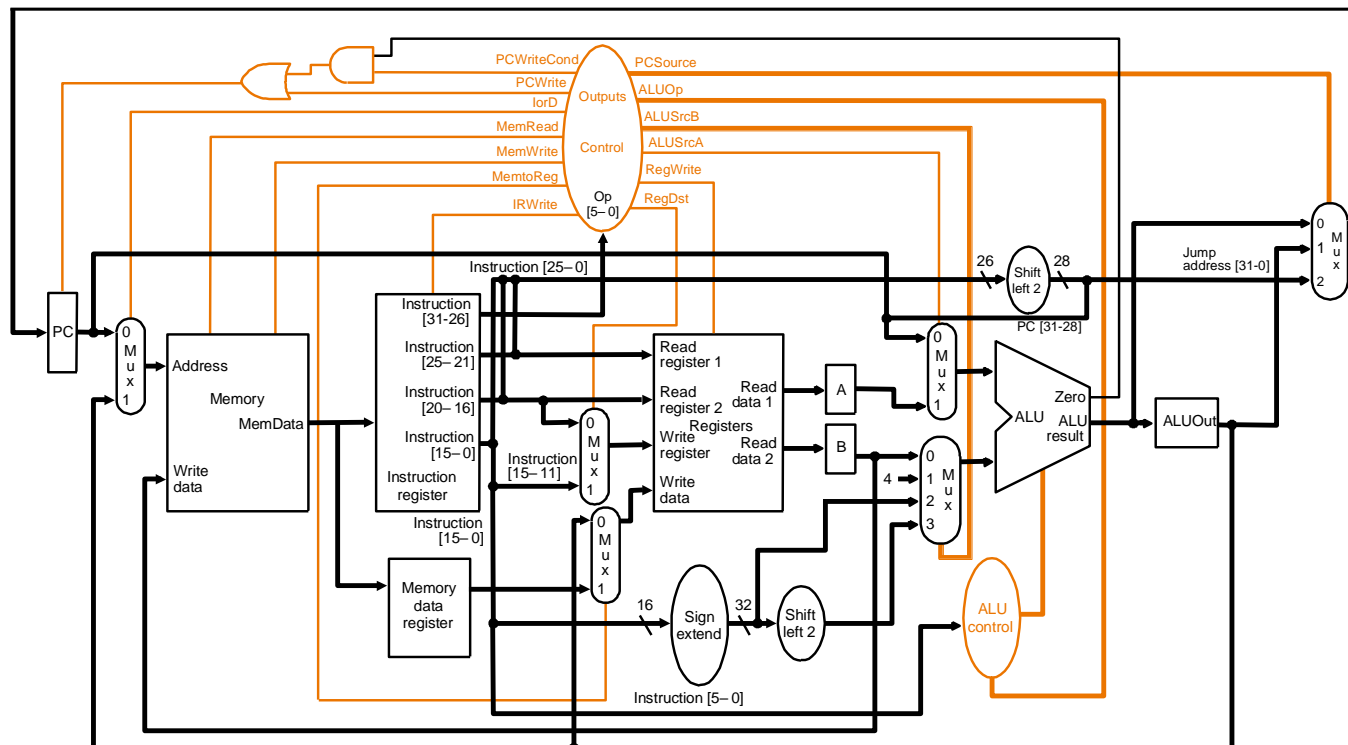 PCWriteCond
PCWrite
IorD
MemRead
MemWrite
MemtoReg
IRWrite
Outputs
Control
Op
[5– 0]
PCSource
ALUOp
ALUSrcB
ALUSrcA
RegWrite
RegDst
Instruction [25– 0]
26
Shift
left 2
28
Jump
address [31-0]
PC [31-28]
0
1
2
M
u
x
PC
0
M
u
x
1
Address
Memory
MemData
Write
data
Instruction
[31-26]
Instruction
[25– 21]
Instruction
[20– 16]
Instruction
[15– 0]
Instruction
register
Instruction
[15– 0]
Instruction
[15– 11]
0
M
u
x
1
0
M
u
x
1
Memory
data
register
Read
register 1
Read
register 2
Registers
Write
register
Write
data
Read
data 1
Read
data 2
A
B
4
0
M
u
x
1
0
1
2
3
M
u
x
Zero
ALU
ALU
result
ALUOut
16
Sign
extend
32
Shift
left 2
ALU
control
Instruction [5– 0]